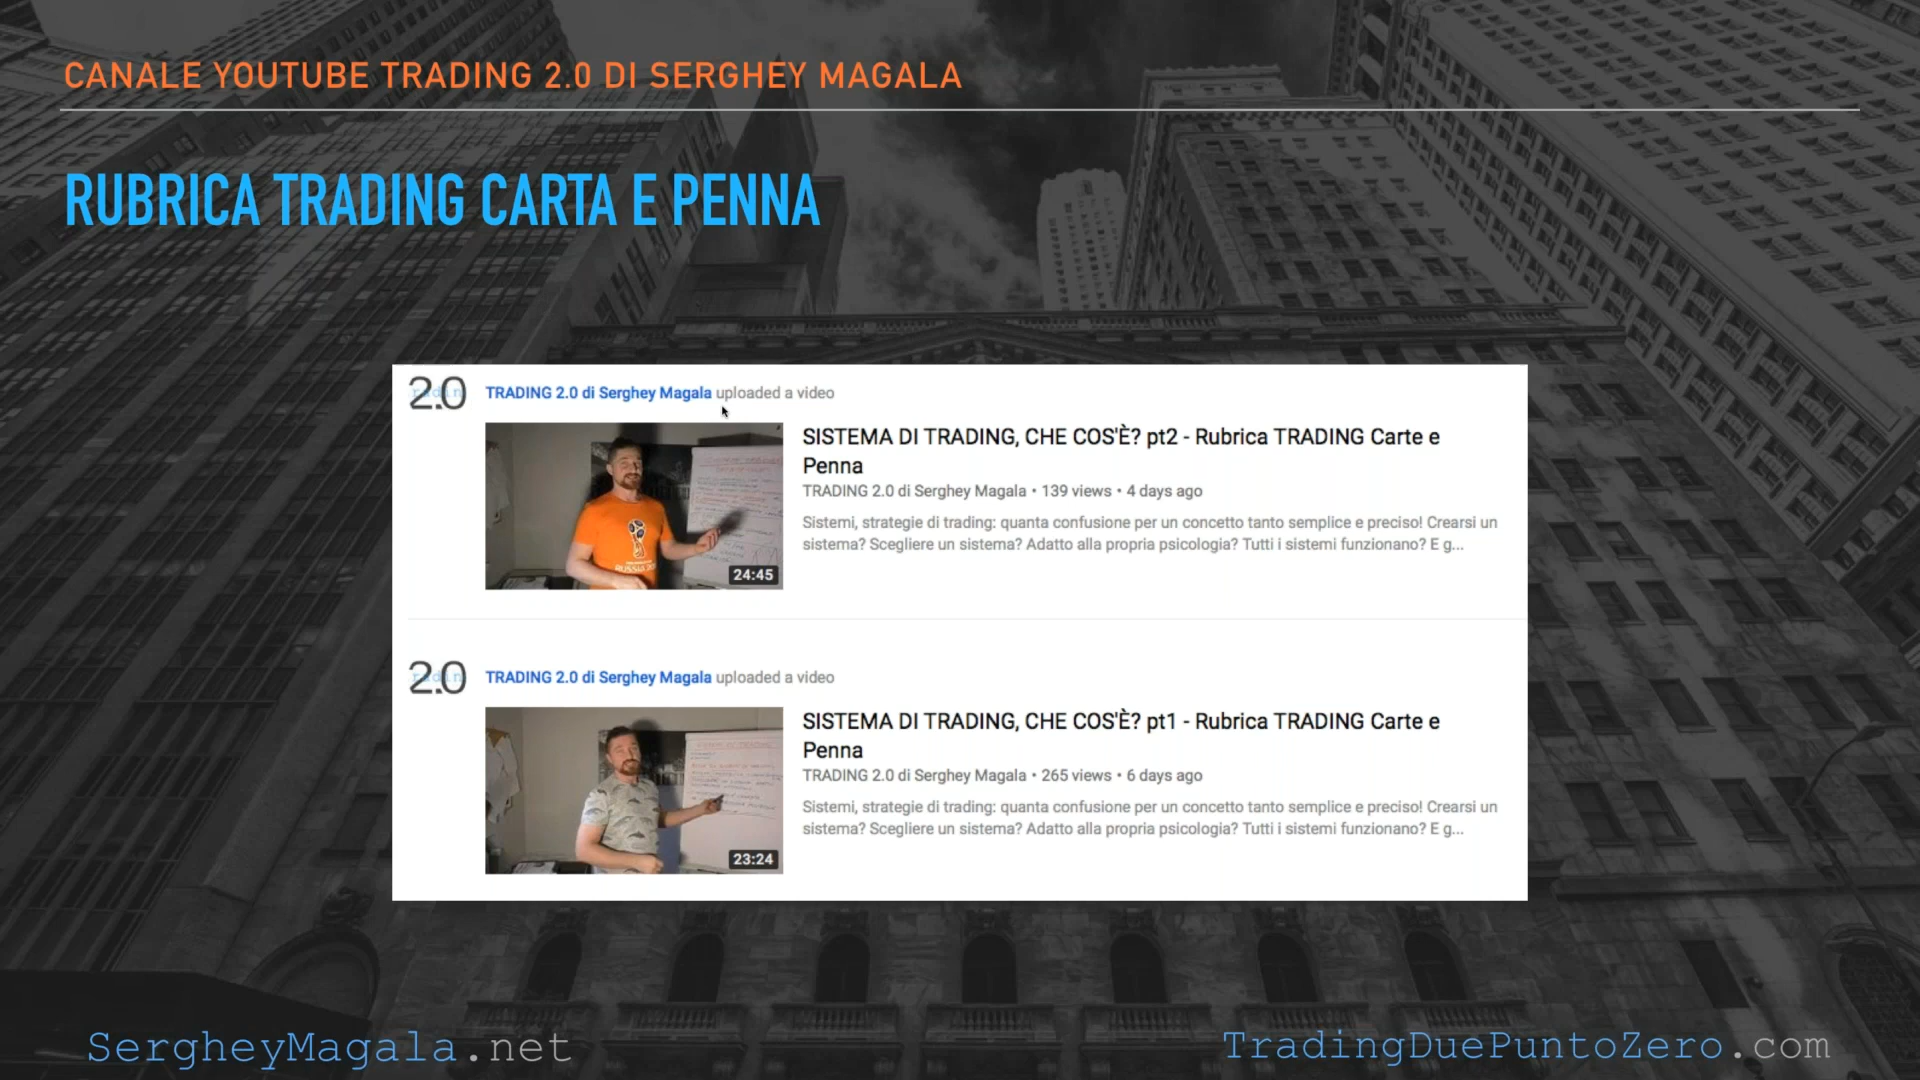 CANALE YOUTUBE TRADING 2.0 DI SERGHEY MAGALA
RUBRICA TRADING CARTA E PENNA
2.0
TRADING 2.0 di Serghey Magala uploaded a video
SISTEMA DI TRADING, CHE COS'È? pt2 - Rubrica TRADING Carte e
Penna
TRADING 2.0 di Serghey Magala • 139 views • 4 days ago
Sistemi, strategie di trading: quanta confusione per un concetto tanto semplice e preciso! Crearsi un
sistema? Scegliere un sistema? Adatto alla propria psicologia? Tutti i sistemi funzionano? E g...
24:45
2.0
TRADING 2.0 di Serghey Magala uploaded a video
SISTEMA DI TRADING, CHE COS'È? pt1 - Rubrica TRADING Carte e
Penna
TRADING 2.0 di Serghey Magala • 265 views • 6 days ago
Sistemi, strategie di trading: quanta confusione per un concetto tanto semplice e preciso! Crearsi un
sistema? Scegliere un sistema? Adatto alla propria psicologia? Tutti i sistemi funzionano? E g...
23:24
SergheyMagala.net
TradingDuePuntoZero.com